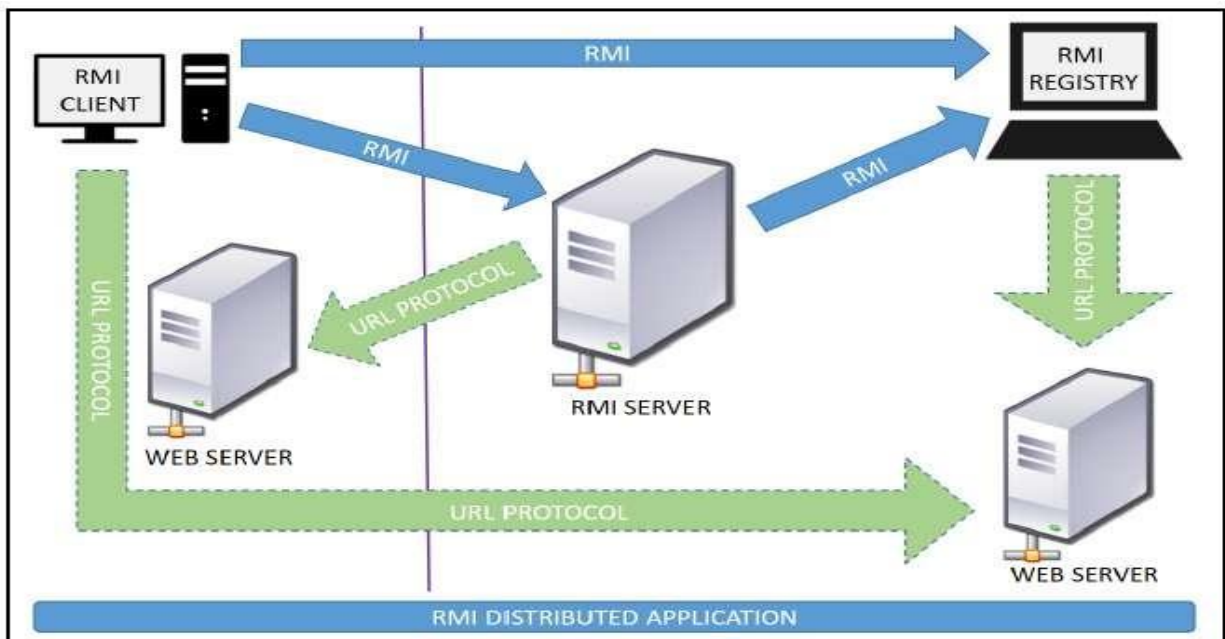 RMI
CLIENT
RMI
RMI
REGISTRY
RMI
RMI
URL PROTOCOL
URL PROTOCOL
URL PROTOCOL
RMI SERVER
WEB SERVER
URL PROTOCOL
WEB SERVER
RMI DISTRIBUTED APPLICATION